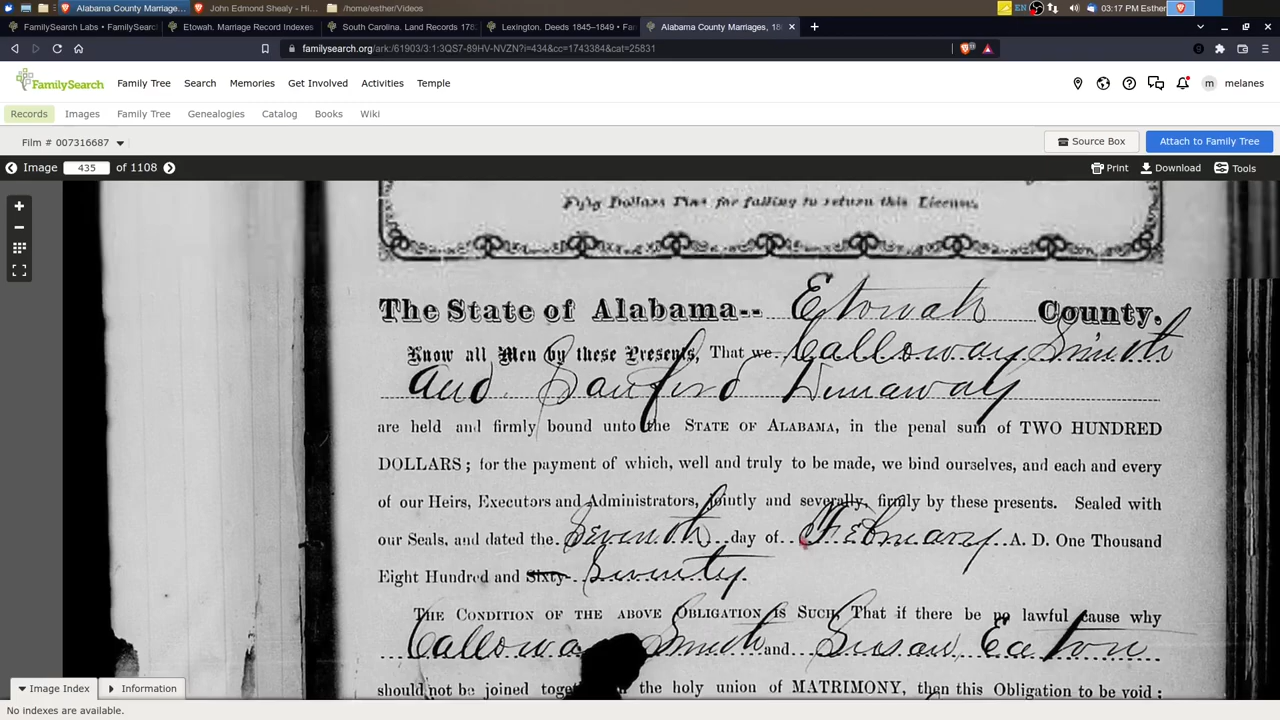 Alabama County Marriage...
John Edmond Shealy - Hi...
/home/esther/Videos
EN
03:17 PM Esther
FamilySearch Labs • FamilySearc
Etowah. Marriage Record Indexes
South Carolina. Land Records 178
Lexington. Deeds 1845–1849 • Fam
Alabama County Marriages, 18
familysearch.org/ark:/61903/3:1:3QS7-89HV-NVZN?i=434&cc=1743384&cat=25831
FamilySearch
Family Tree
Search
Memories
Get Involved
Activities
Temple
m
melanes
Records
Images
Family Tree
Genealogies
Catalog
Books
Wiki
Film # 007316687
Source Box
Attach to Family Tree
Image 435 of 1108
Print
Download
Tools
Fifty Dollars Fine for failing to return this License.
The State of Alabama-- Etowah County.
Know all Men by these Presents, That we Calloway Smith
And Sanford Dunaway
are held and firmly bound unto the STATE OF ALABAMA, in the penal sum of TWO HUNDRED
DOLLARS; for the payment of which, well and truly to be made, we bind ourselves, and each and every
of our Heirs, Executors and Administrators, jointly and severally, firmly by these presents. Sealed with
our Seals, and dated the Seventh day of February A. D. One Thousand
Eight Hundred and Sixty Seventy.
THE CONDITION OF THE ABOVE OBLIGATION IS SUCH, That if there be no lawful cause why
Calloway Smith and Susan Eaton
should not be joined together in the holy union of MATRIMONY, then this Obligation to be void;
Image Index
Information
No indexes are available.